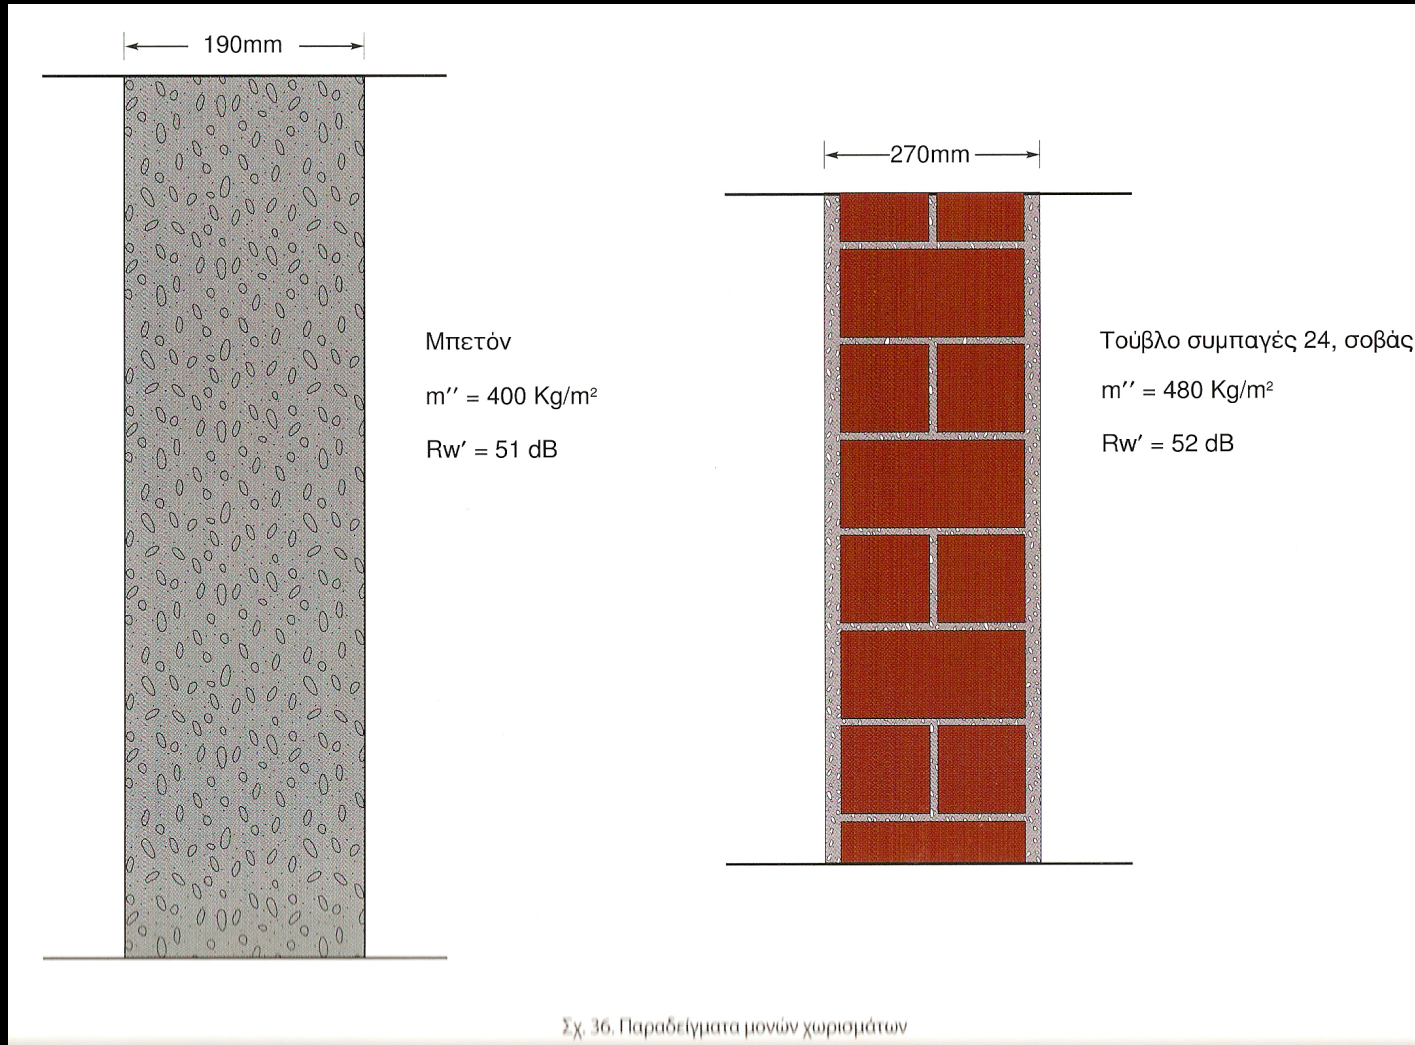 190mm
270mm
Μπετόν
m′′ = 400 Kg/m²
Rw′ = 51 dB
Τούβλο συμπαγές 24, σοβάς
m′′ = 480 Kg/m²
Rw′ = 52 dB
Σχ. 36. Παραδείγματα μονών χωρισμάτων